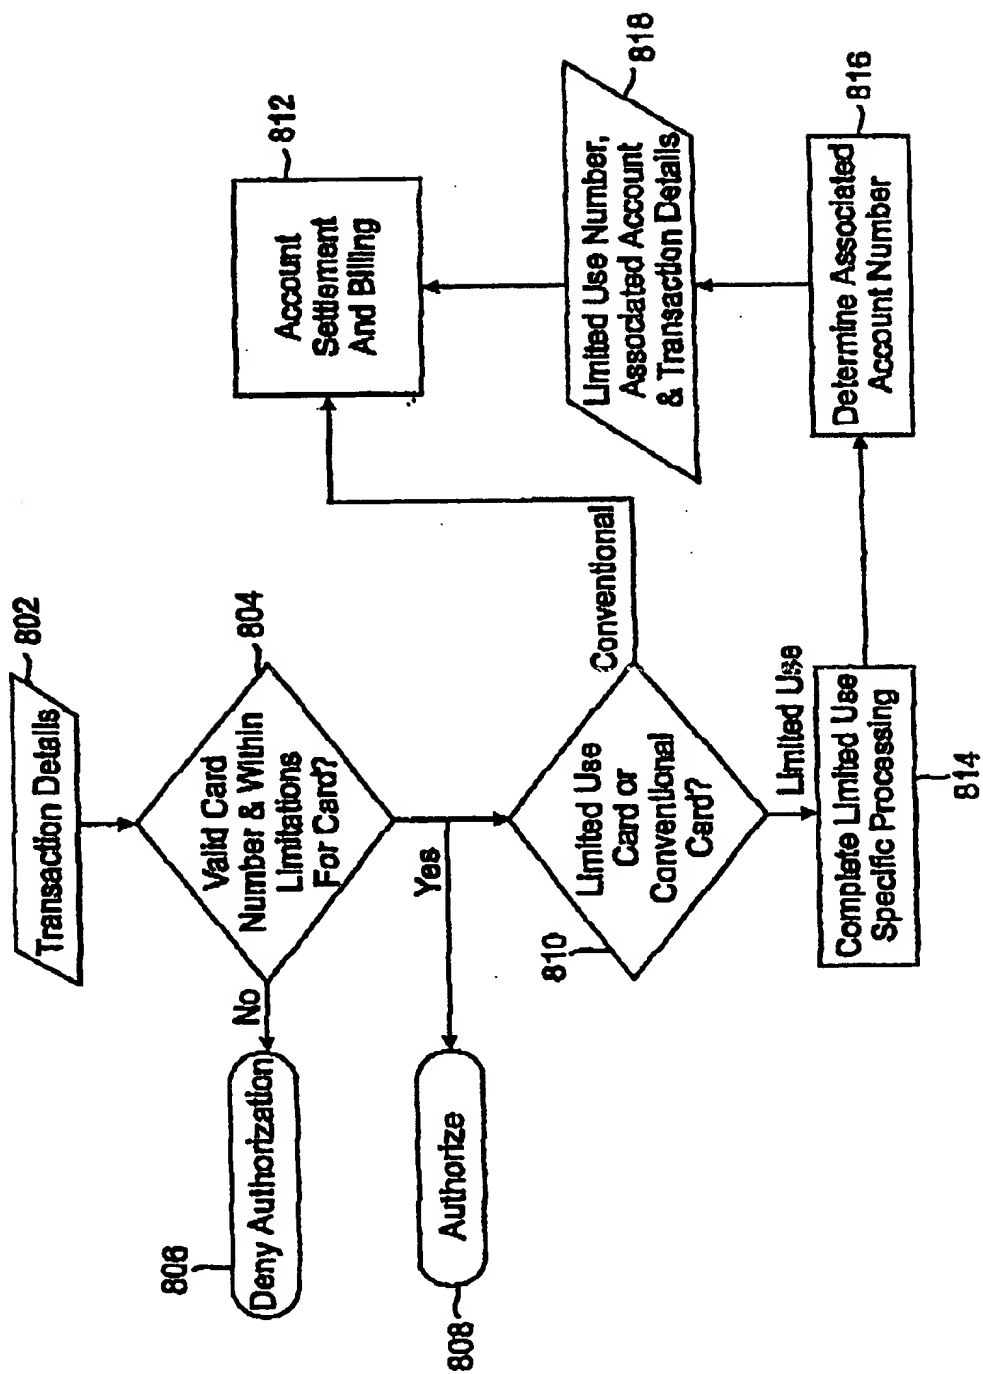 802
Transaction Details
804
Valid Card
Number & Within
Limitations
For Card?
No
806
Deny Authorization
Yes
808
Authorize
810
Limited Use
Card or
Conventional
Card?
Conventional
812
Account
Settlement
And Billing
Limited Use
Complete Limited Use
Specific Processing
814
Determine Associated
Account Number
816
Limited Use Number,
Associated Account
& Transaction Details
818